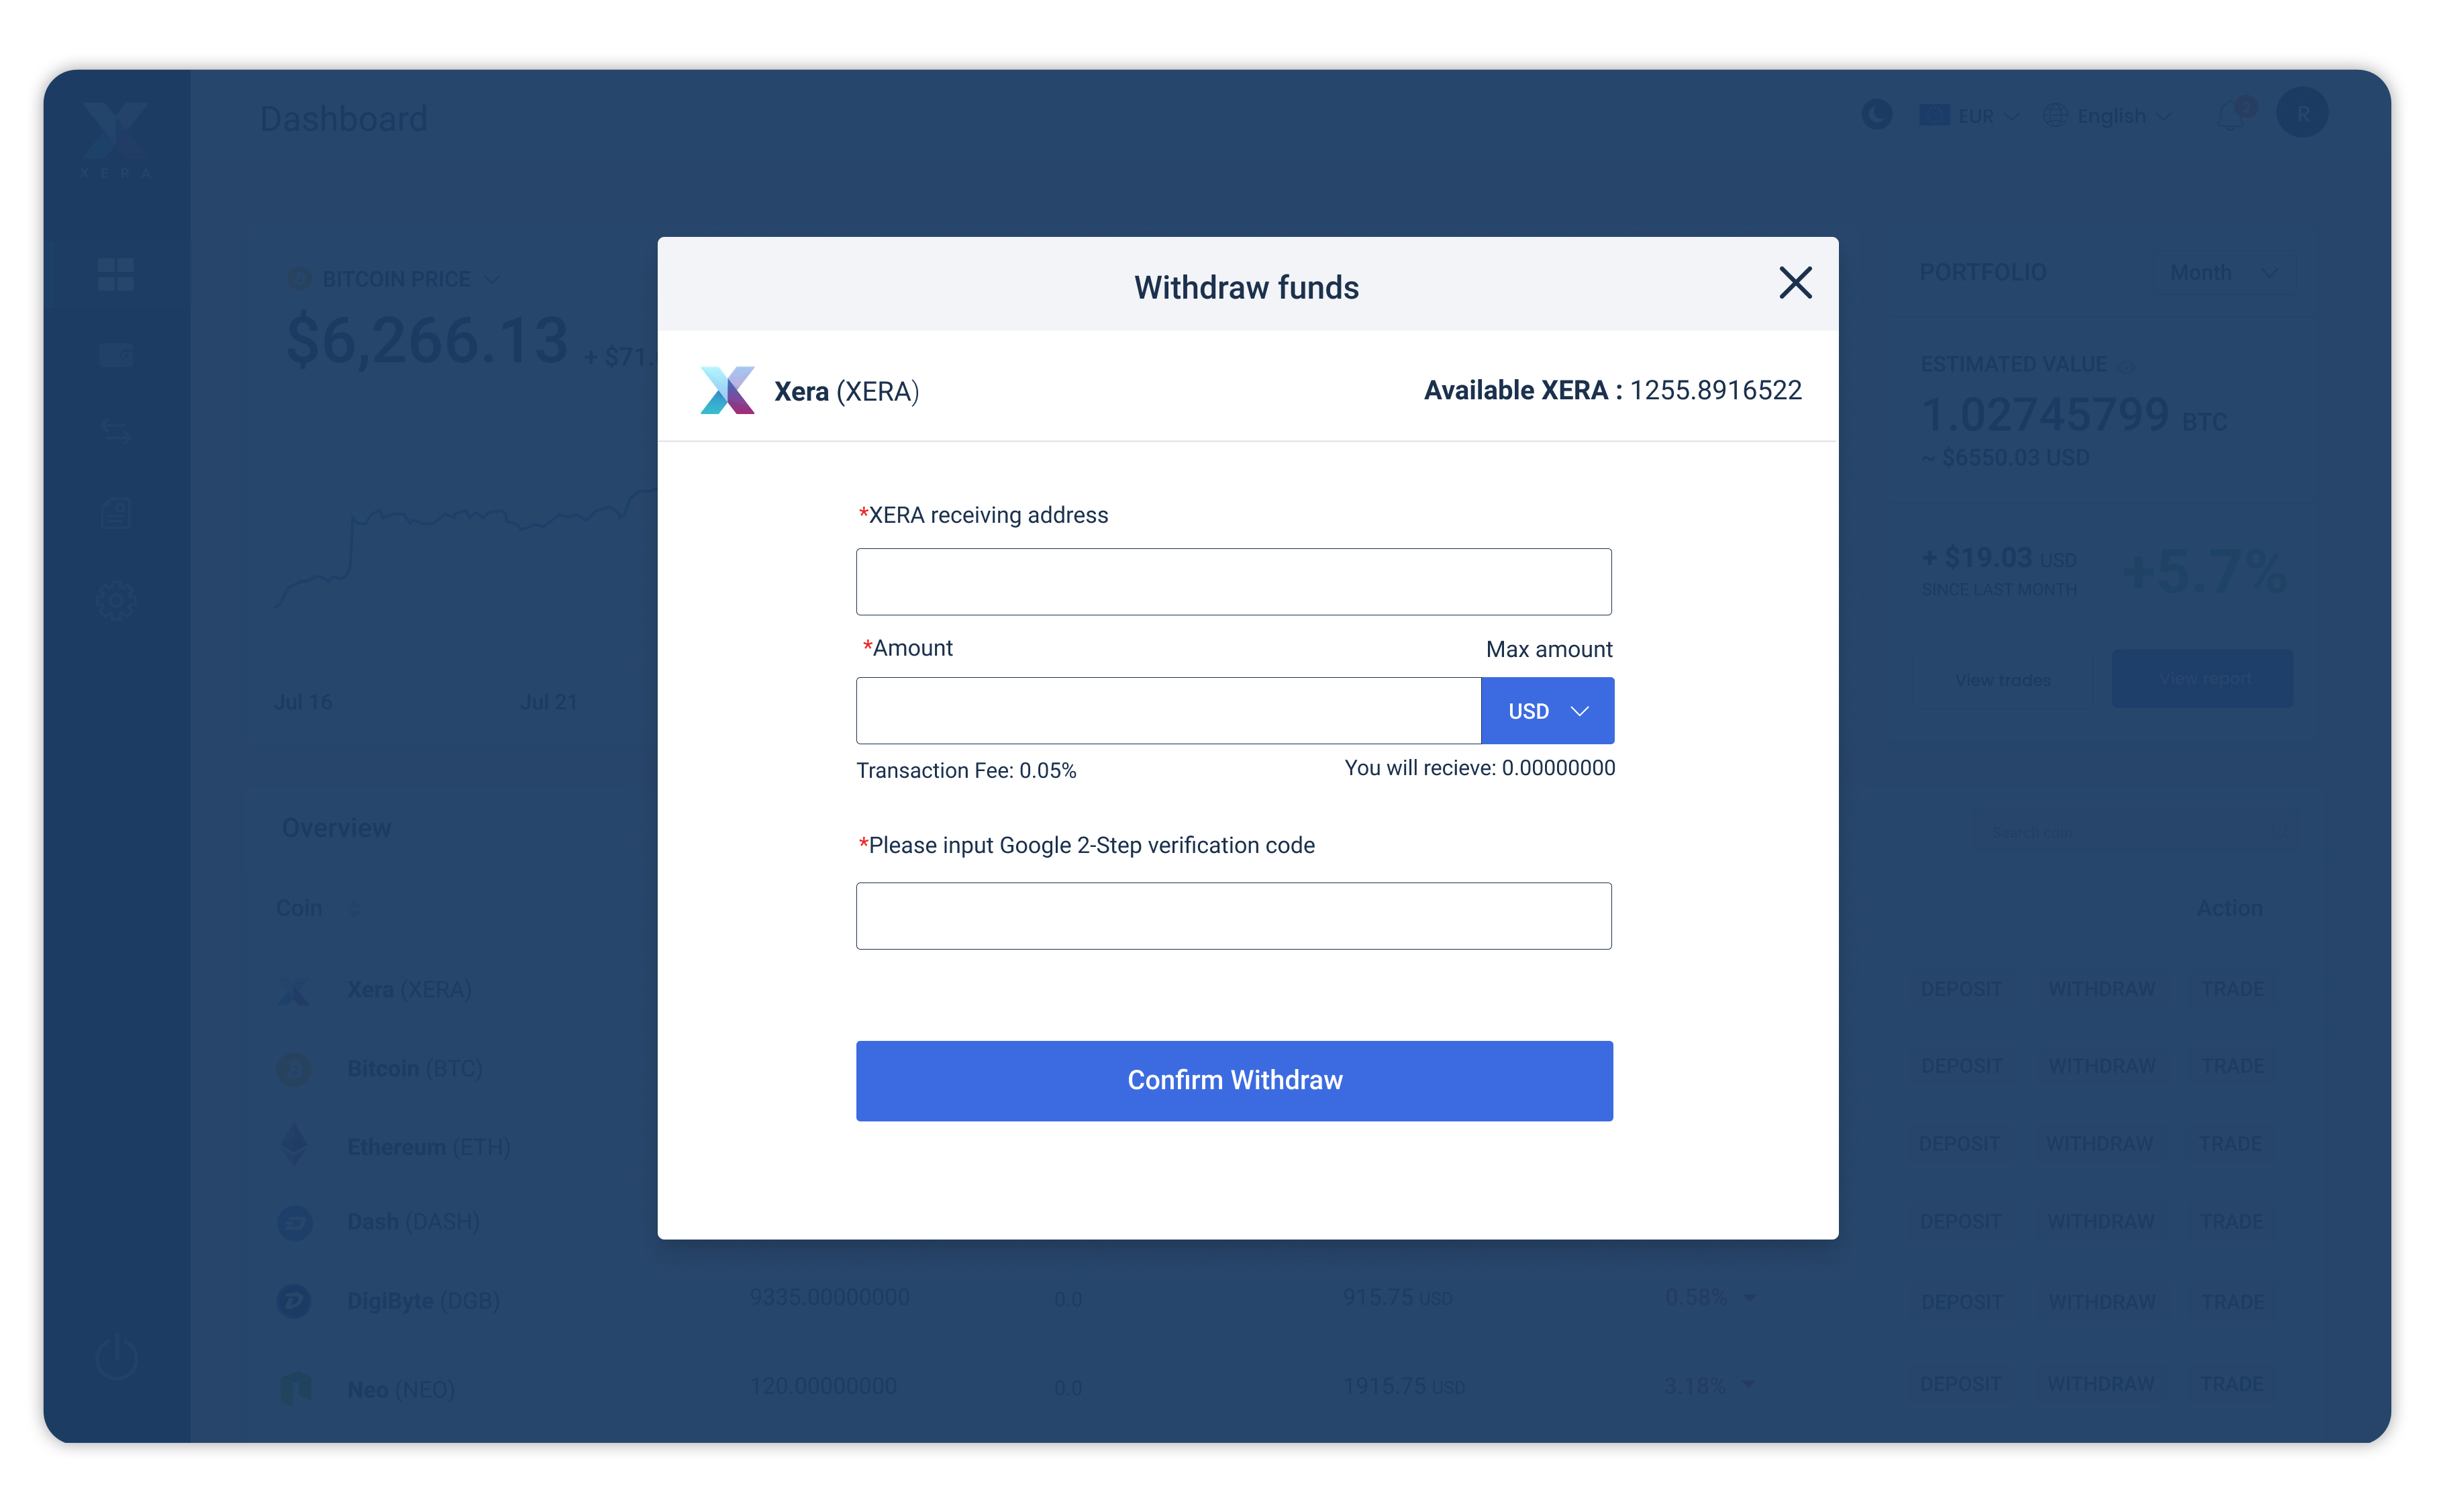 Dashboard
EUR
English
2
R
XERA
BITCOIN PRICE
$6,266.13 + $71.
Jul 16 Jul 21
Withdraw funds
Xera (XERA)
Available XERA : 1255.8916522
*XERA receiving address
*Amount
Max amount
USD
Transaction Fee: 0.05%
You will recieve: 0.00000000
*Please input Google 2-Step verification code
Confirm Withdraw
PORTFOLIO
Month
ESTIMATED VALUE
1.02745799 BTC
~ $6550.03 USD
+ $19.03 USD
SINCE LAST MONTH
+5.7%
View trades
View report
Overview
Search coin
Coin
Action
Xera (XERA)
DEPOSIT WITHDRAW TRADE
Bitcoin (BTC)
DEPOSIT WITHDRAW TRADE
Ethereum (ETH)
DEPOSIT WITHDRAW TRADE
Dash (DASH)
DEPOSIT WITHDRAW TRADE
DigiByte (DGB) 9335.00000000 0.0 915.75 USD 0.58% DEPOSIT WITHDRAW TRADE
Neo (NEO) 120.00000000 0.0 1915.75 USD 3.18% DEPOSIT WITHDRAW TRADE